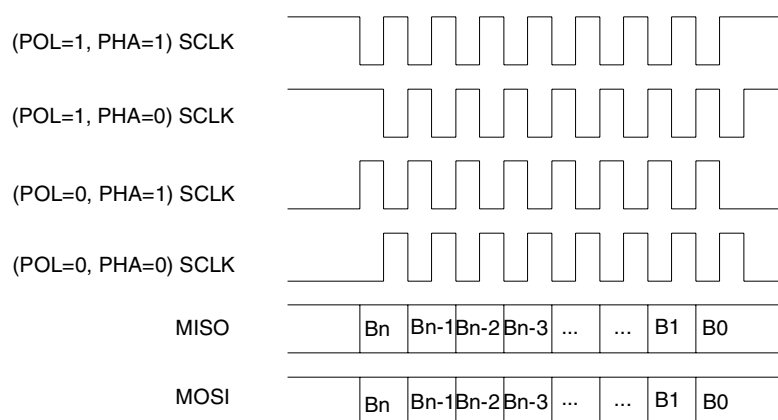 (POL=1, PHA=1) SCLK
(POL=1, PHA=0) SCLK
(POL=0, PHA=1) SCLK
(POL=0, PHA=0) SCLK
MISO Bn Bn-1 Bn-2 Bn-3 ... ... B1 B0
MOSI Bn Bn-1 Bn-2 Bn-3 ... ... B1 B0